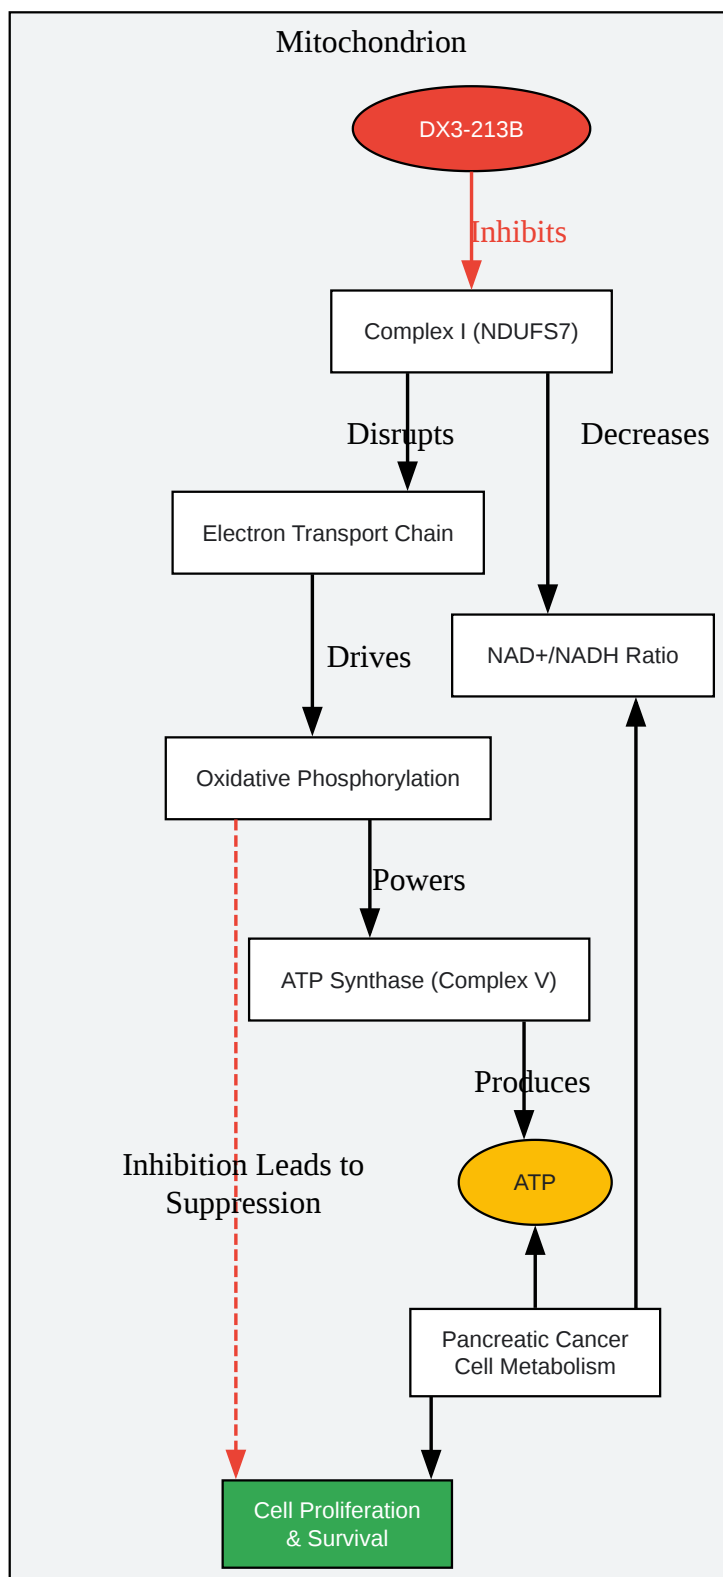 Mitochondrion
DX3-213B
Inhibits
Complex I (NDUFS7)
Disrupts
Decreases
Electron Transport Chain
Drives
NAD+/NADH Ratio
Oxidative Phosphorylation
Powers
ATP Synthase (Complex V)
Produces
Inhibition Leads to
Suppression
ATP
Pancreatic Cancer
Cell Metabolism
Cell Proliferation
& Survival